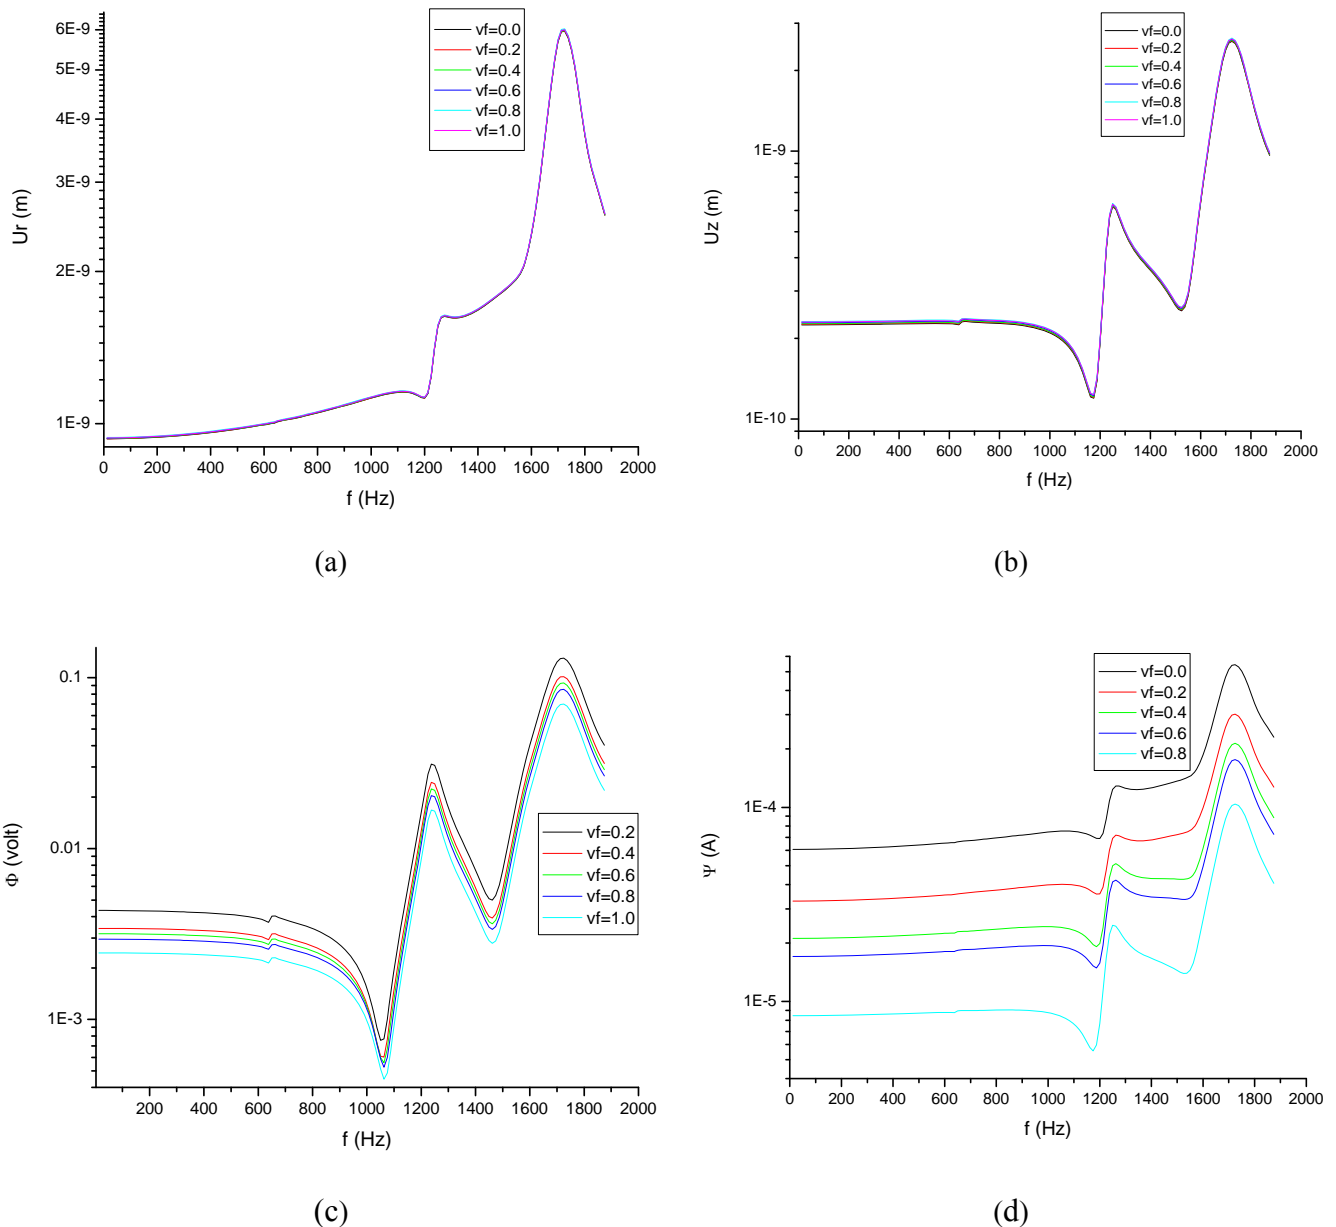 vf=0.0
vf=0.2
vf=0.4
vf=0.6
vf=0.8
vf=1.0
6E-9
5E-9
4E-9
3E-9
2E-9
1E-9
Ur (m)
0 200 400 600 800 1000 1200 1400 1600 1800 2000
f (Hz)
(a)
vf=0.0
vf=0.2
vf=0.4
vf=0.6
vf=0.8
vf=1.0
1E-9
1E-10
Uz (m)
0 200 400 600 800 1000 1200 1400 1600 1800 2000
f (Hz)
(b)
0.1
0.01
1E-3
Φ (volt)
vf=0.2
vf=0.4
vf=0.6
vf=0.8
vf=1.0
200 400 600 800 1000 1200 1400 1600 1800 2000
f (Hz)
(c)
vf=0.0
vf=0.2
vf=0.4
vf=0.6
vf=0.8
1E-4
1E-5
Ψ (A)
0 200 400 600 800 1000 1200 1400 1600 1800 2000
f (Hz)
(d)